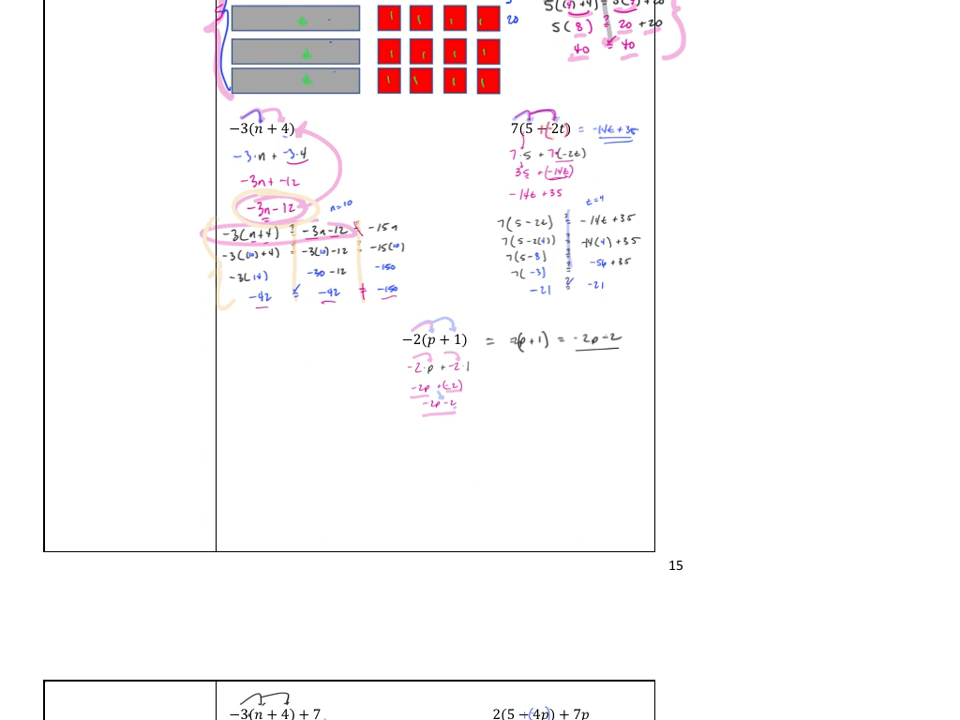 20
5(8) ≟ 20 + 20
40 ≟ 40
−3(n + 4)
-3·n + -3·4
-3n + -12
-3n - 12
n=10
-3(n+4) ≟ -3n-12 -15n
-3((10)+4) = -3(10)-12 -15(10)
-3(14) -30-12 -150
-42 = -42 ≠ -150
7(5 − 2t) = -14t+35
7·5 + 7·(-2t)
35 + (-14t)
-14t + 35
t=4
7(5-2t) ≟ -14t+35
7(5-2(4)) -14(4)+35
7(5-8) -56+35
7(-3)
-21 -21
−2(p + 1) = -2(p+1) = -2p-2
-2·p + -2·1
-2p + (-2)
-2p-2
15
−3(n + 4) + 7
2(5 − 4p) + 7p